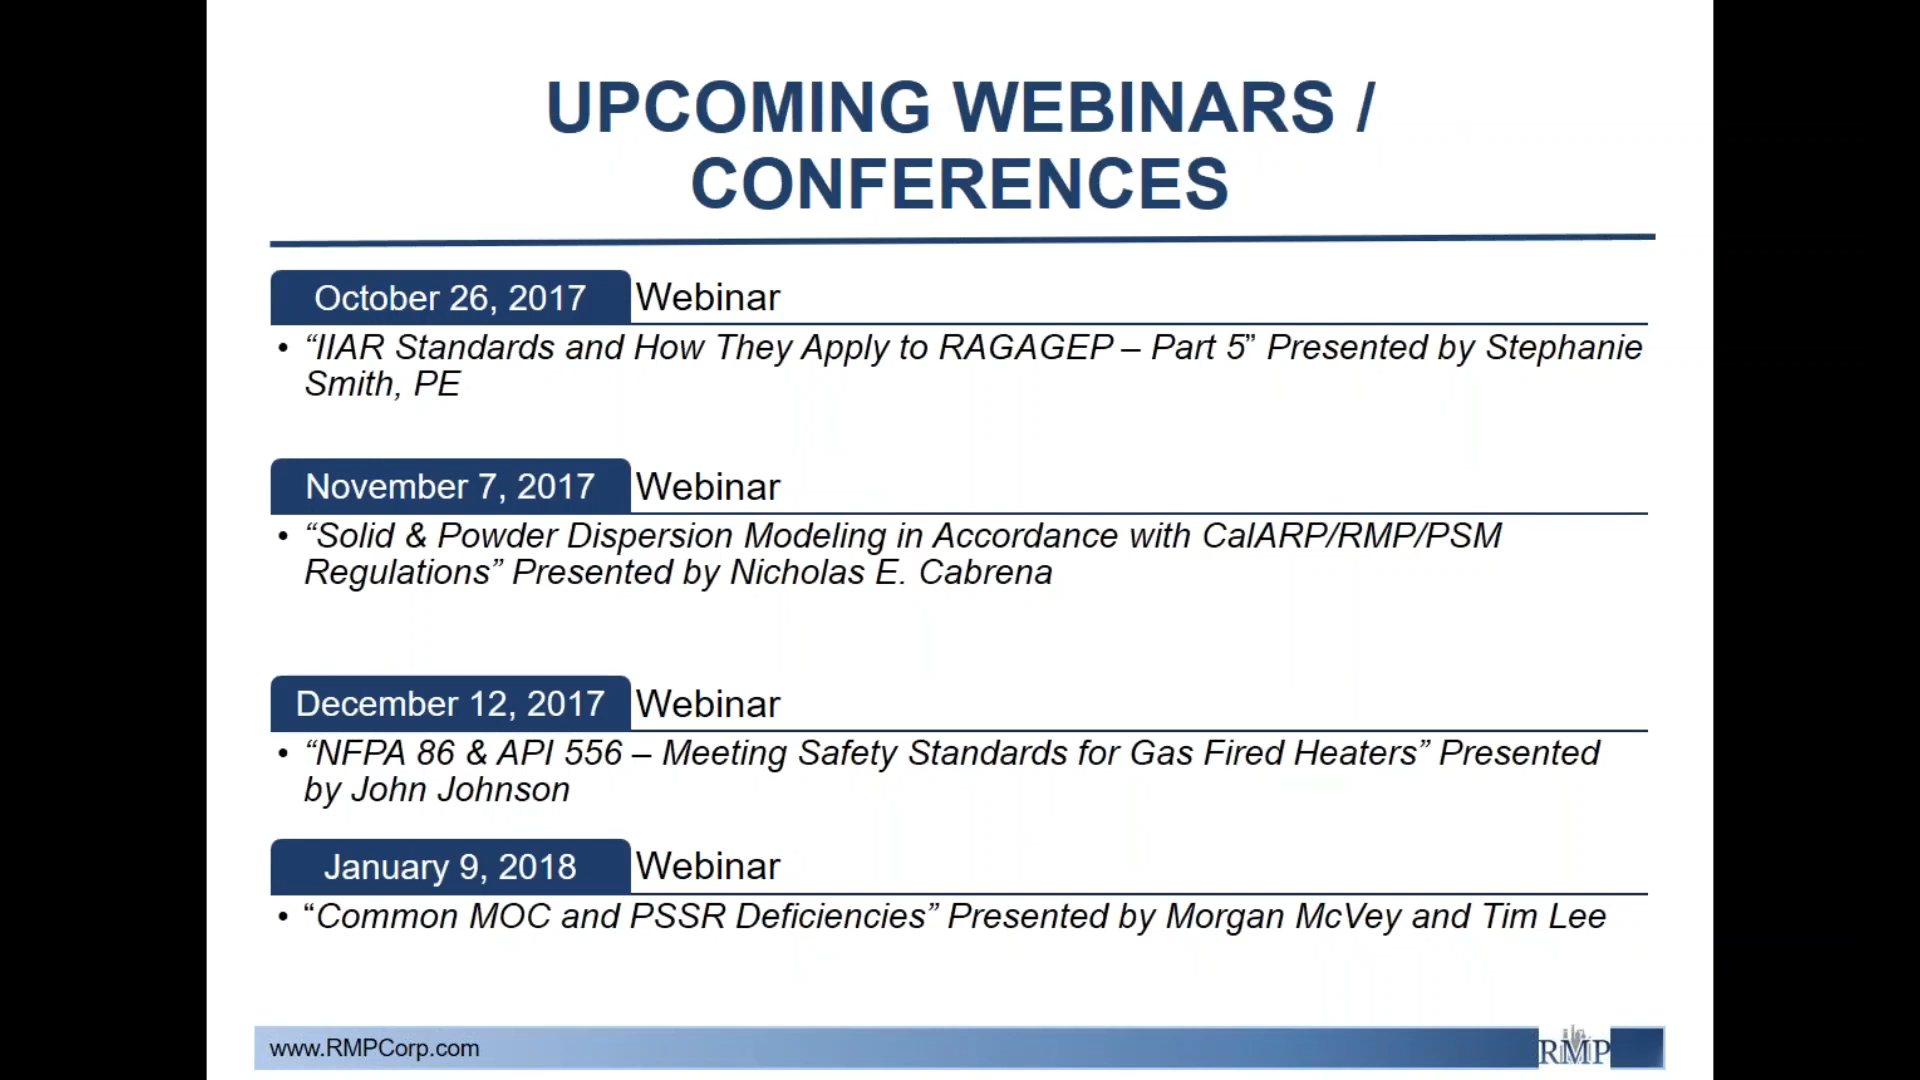 UPCOMING WEBINARS /
CONFERENCES
October 26, 2017 Webinar
• “IIAR Standards and How They Apply to RAGAGEP – Part 5” Presented by Stephanie
Smith, PE
November 7, 2017 Webinar
• “Solid & Powder Dispersion Modeling in Accordance with CalARP/RMP/PSM
Regulations” Presented by Nicholas E. Cabrena
December 12, 2017 Webinar
• “NFPA 86 & API 556 – Meeting Safety Standards for Gas Fired Heaters” Presented
by John Johnson
January 9, 2018 Webinar
• “Common MOC and PSSR Deficiencies” Presented by Morgan McVey and Tim Lee
www.RMPCorp.com RMP